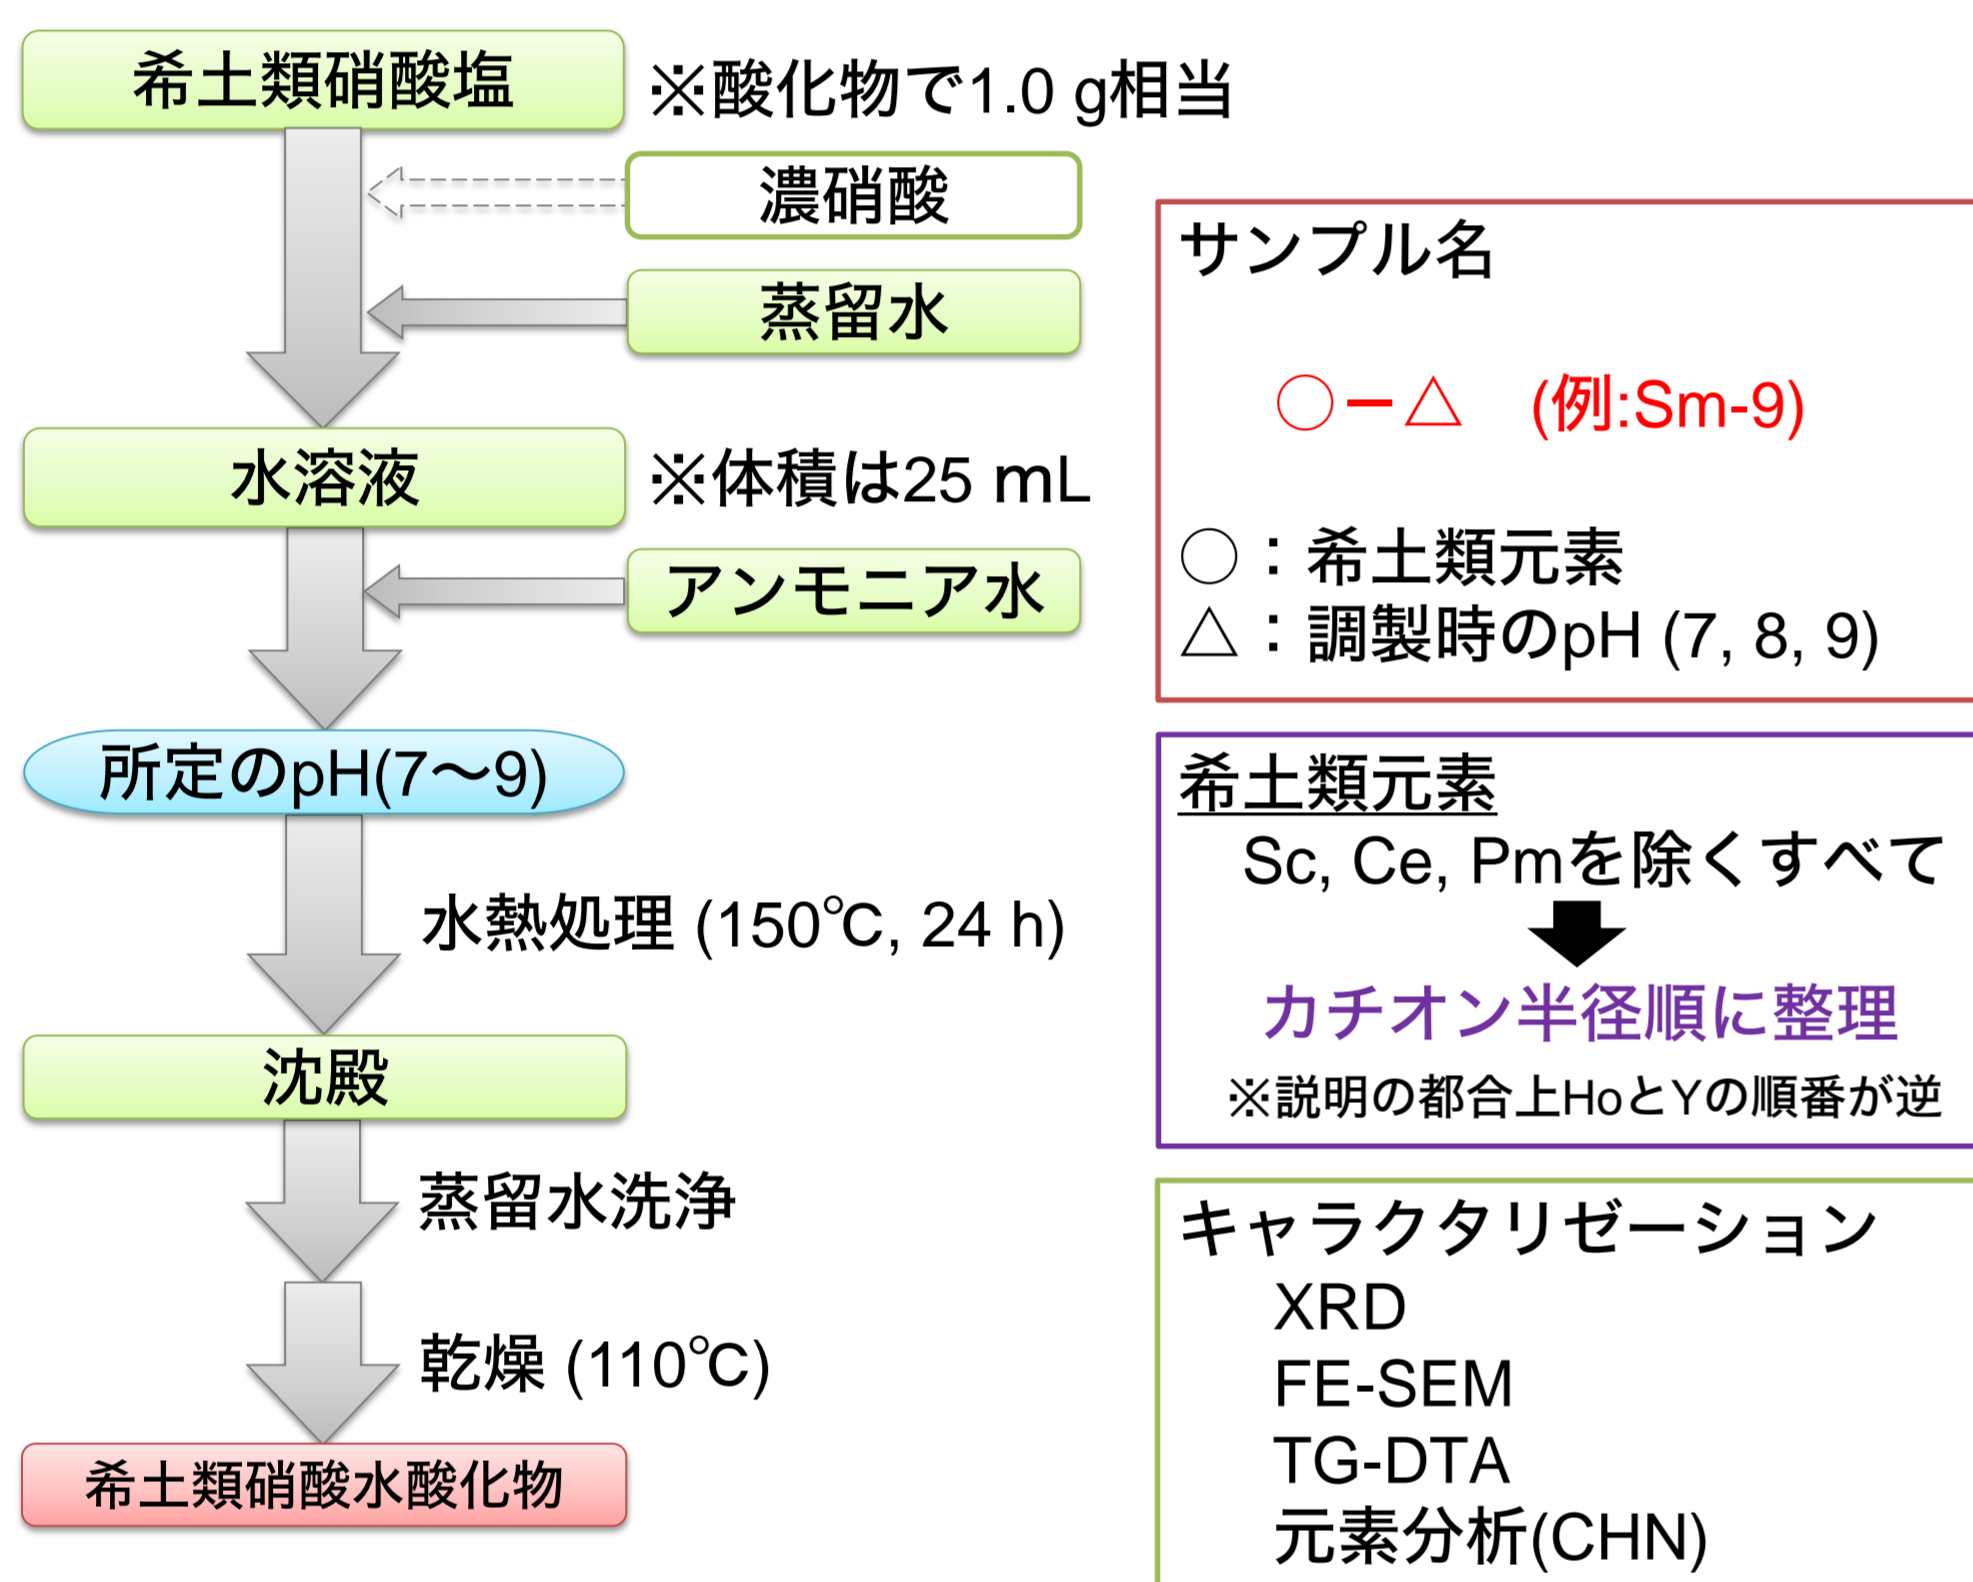 希土類硝酸塩
※酸化物で1.0 g相当
濃硝酸
蒸留水
水溶液
※体積は25 mL
アンモニア水
所定のpH(7〜9)
水熱処理 (150℃, 24 h)
沈殿
蒸留水洗浄
乾燥 (110℃)
希土類硝酸水酸化物
サンプル名
○ー△ (例:Sm-9)
○：希土類元素
△：調製時のpH (7, 8, 9)
希土類元素
Sc, Ce, Pmを除くすべて
カチオン半径順に整理
※説明の都合上HoとYの順番が逆
キャラクタリゼーション
XRD
FE-SEM
TG-DTA
元素分析(CHN)